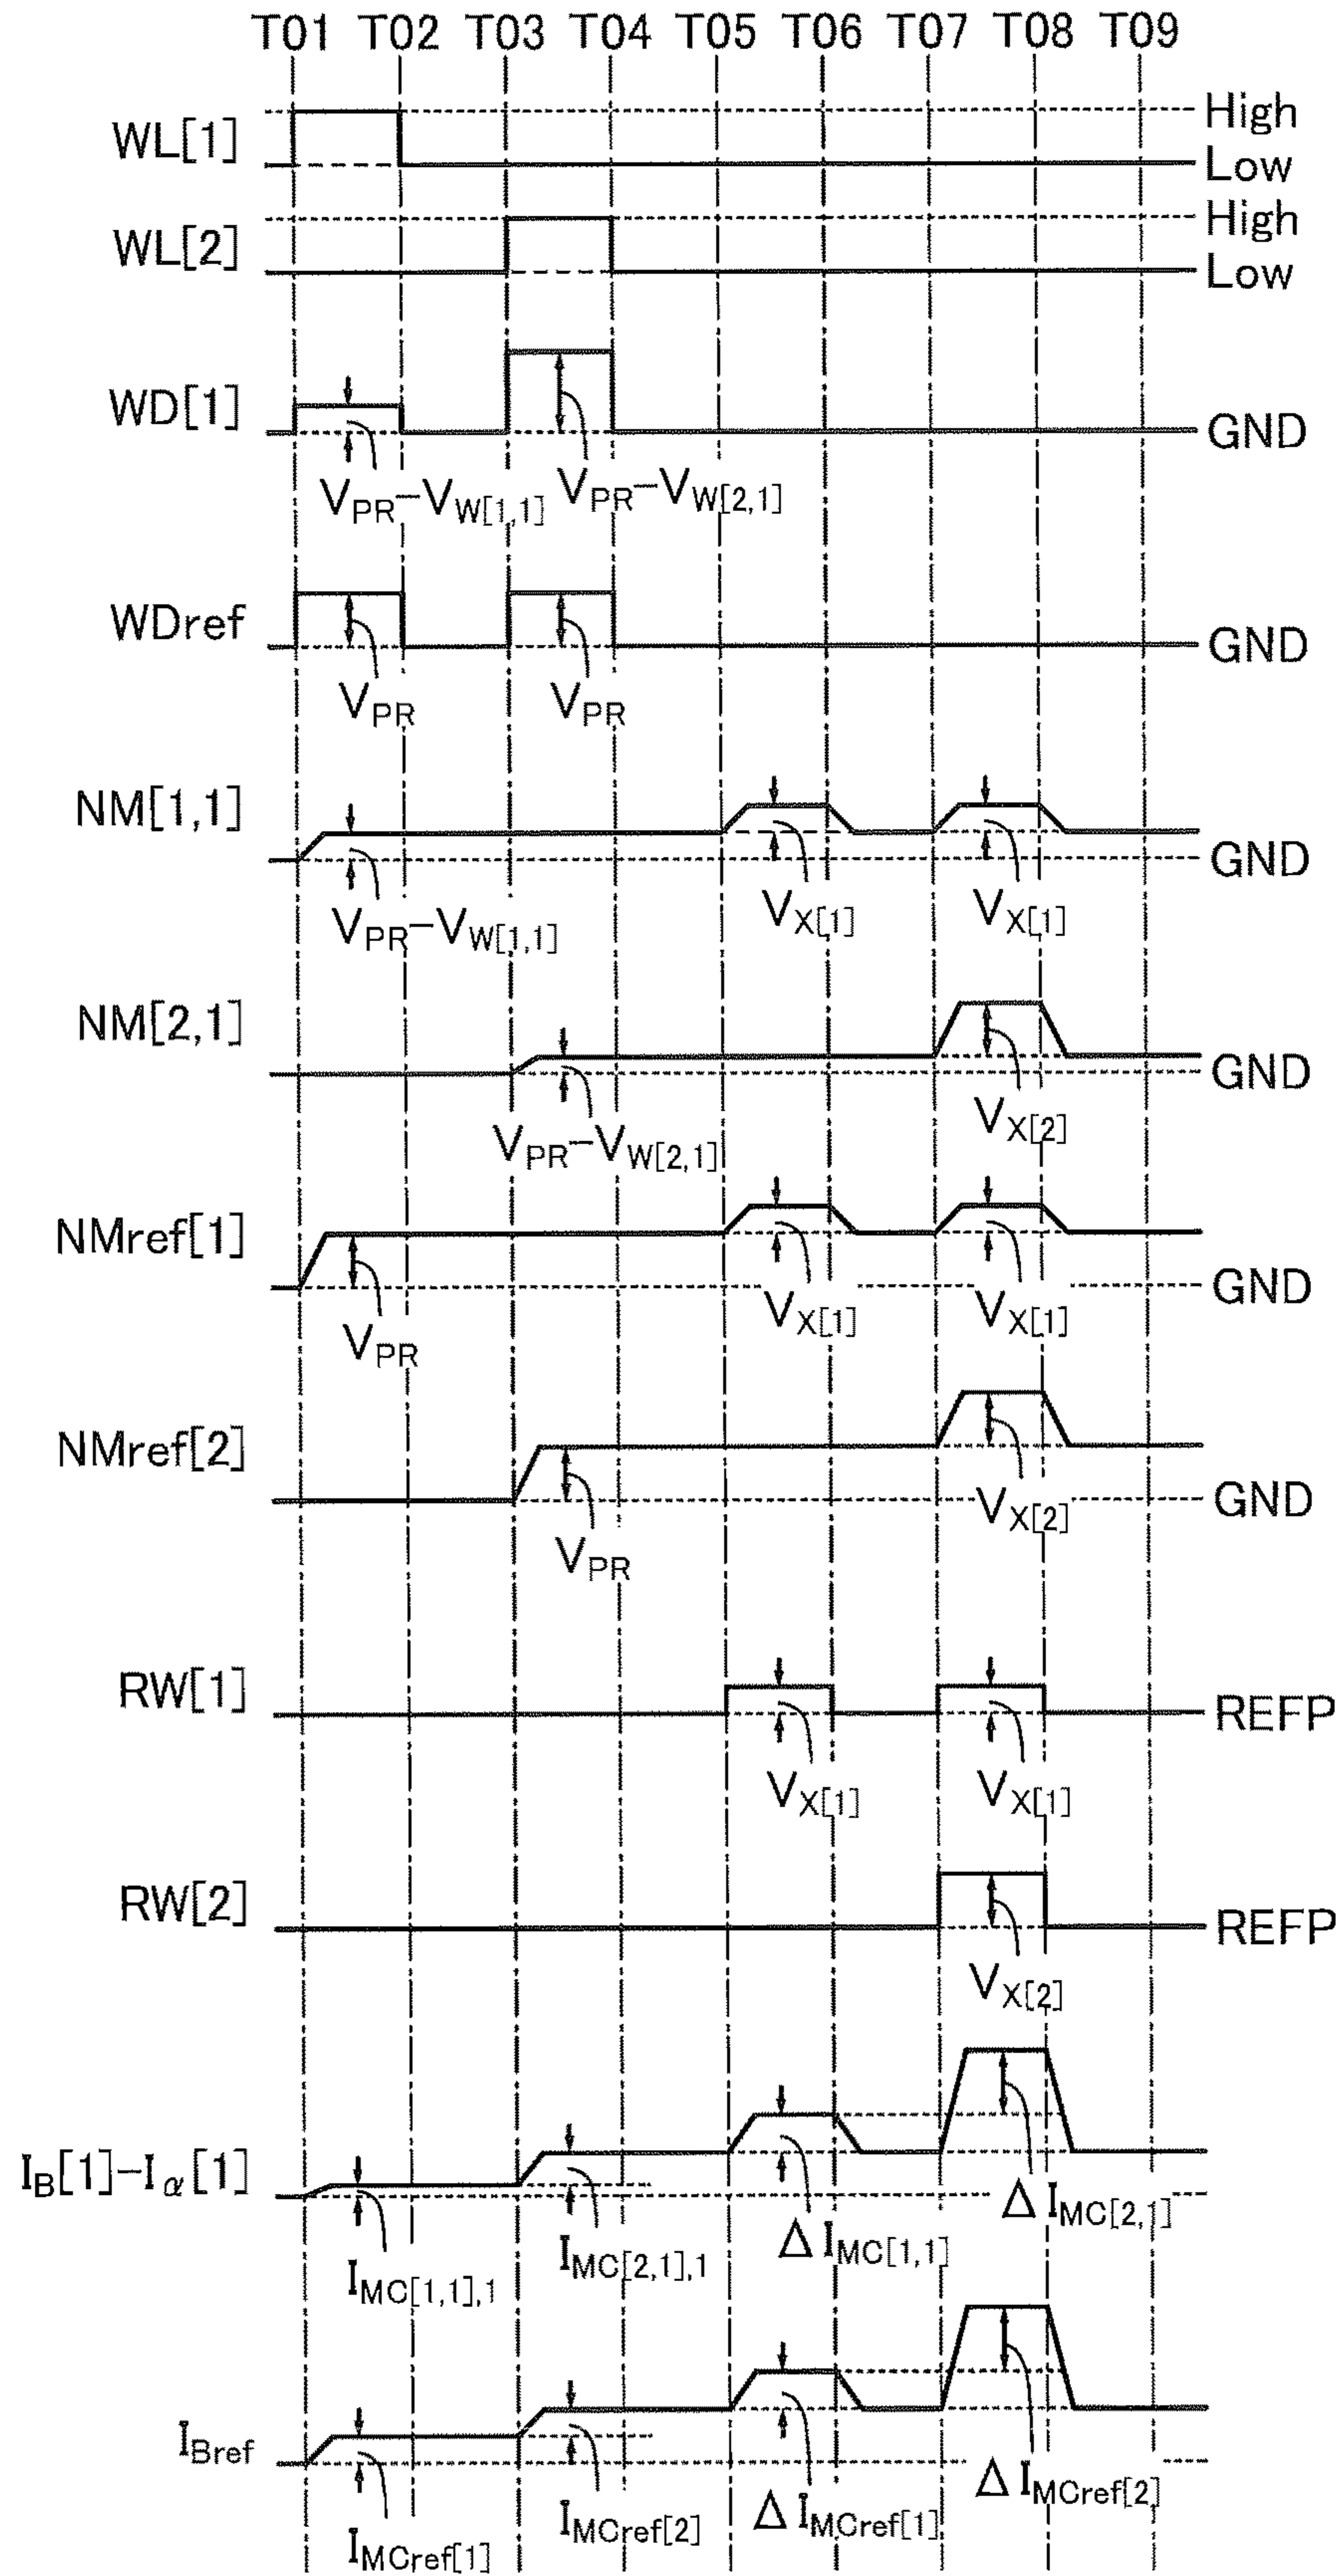 T01 T02 T03 T04 T05 T06 T07 T08 T09
WL[1] High
Low
WL[2] High
Low
WD[1] GND
VPR−VW[1,1] VPR−VW[2,1]
WDref GND
VPR VPR
NM[1,1] GND
VPR−VW[1,1] VX[1] VX[1]
NM[2,1] GND
VPR−VW[2,1] VX[2]
NMref[1] GND
VPR VX[1] VX[1]
NMref[2] GND
VPR VX[2]
RW[1] REFP
VX[1] VX[1]
RW[2] REFP
VX[2]
IB[1]−Iα[1]
IMC[1,1],1 IMC[2,1],1 Δ IMC[1,1] Δ IMC[2,1]
IBref
IMCref[1] IMCref[2] Δ IMCref[1] Δ IMCref[2]